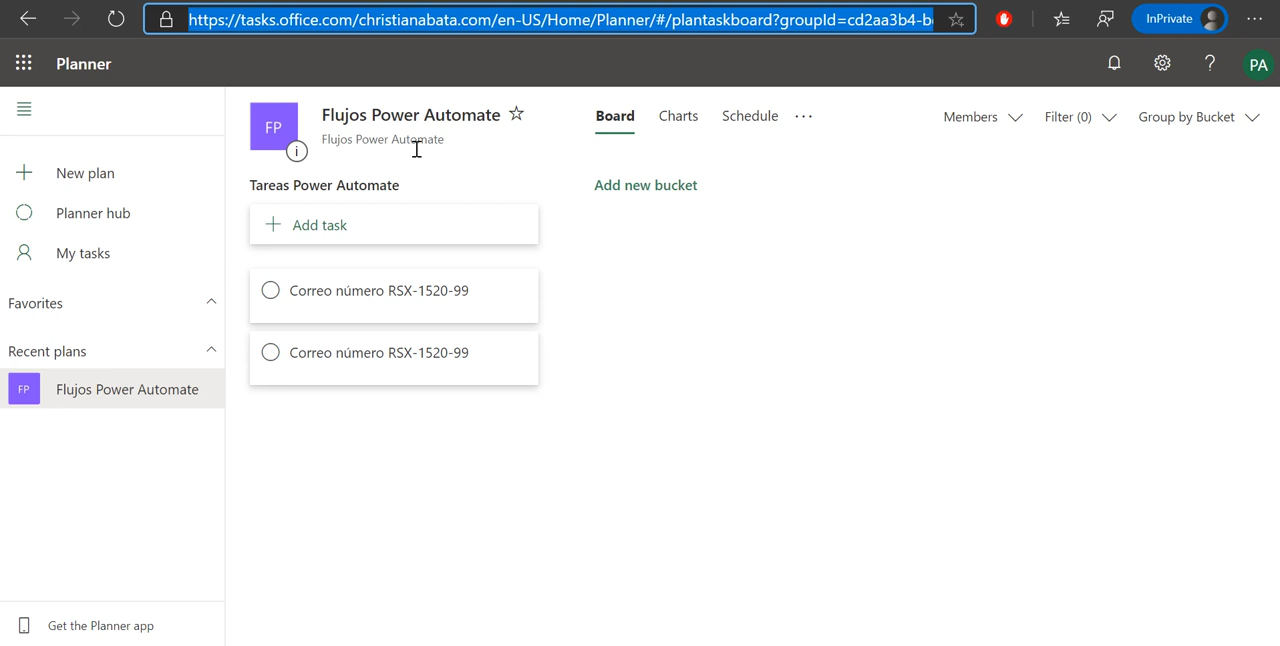 https://tasks.office.com/christianabata.com/en-US/Home/Planner/#/plantaskboard?groupId=cd2aa3b4-b
InPrivate
Planner
PA
New plan
Planner hub
My tasks
Favorites
Recent plans
FP Flujos Power Automate
Get the Planner app
FP
Flujos Power Automate
Flujos Power Automate
Board Charts Schedule
Members Filter (0) Group by Bucket
Tareas Power Automate
Add new bucket
Add task
Correo número RSX-1520-99
Correo número RSX-1520-99